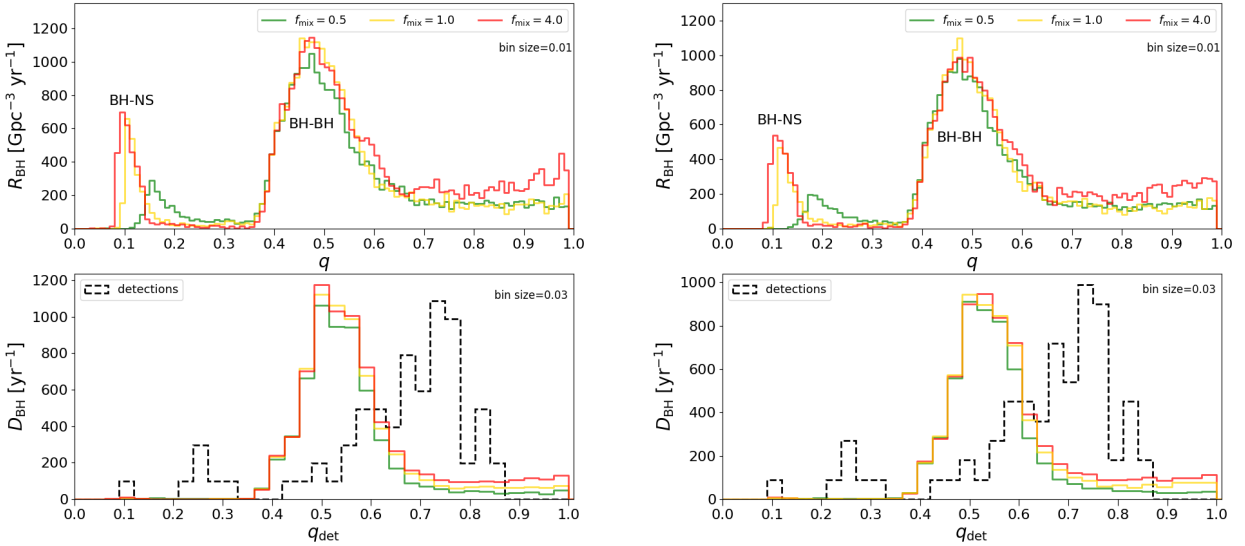 f_mix = 0.5 f_mix = 1.0 f_mix = 4.0
bin size=0.01
BH-NS
BH-BH
R_BH [Gpc⁻³ yr⁻¹]
0 200 400 600 800 1000 1200
0.0 0.1 0.2 0.3 0.4 0.5 0.6 0.7 0.8 0.9 1.0
q
f_mix = 0.5 f_mix = 1.0 f_mix = 4.0
bin size=0.01
BH-NS
BH-BH
R_BH [Gpc⁻³ yr⁻¹]
0 200 400 600 800 1000 1200
0.0 0.1 0.2 0.3 0.4 0.5 0.6 0.7 0.8 0.9 1.0
q
detections
bin size=0.03
D_BH [yr⁻¹]
0 200 400 600 800 1000 1200
0.0 0.1 0.2 0.3 0.4 0.5 0.6 0.7 0.8 0.9 1.0
q_det
detections
bin size=0.03
D_BH [yr⁻¹]
0 200 400 600 800 1000
0.0 0.1 0.2 0.3 0.4 0.5 0.6 0.7 0.8 0.9 1.0
q_det